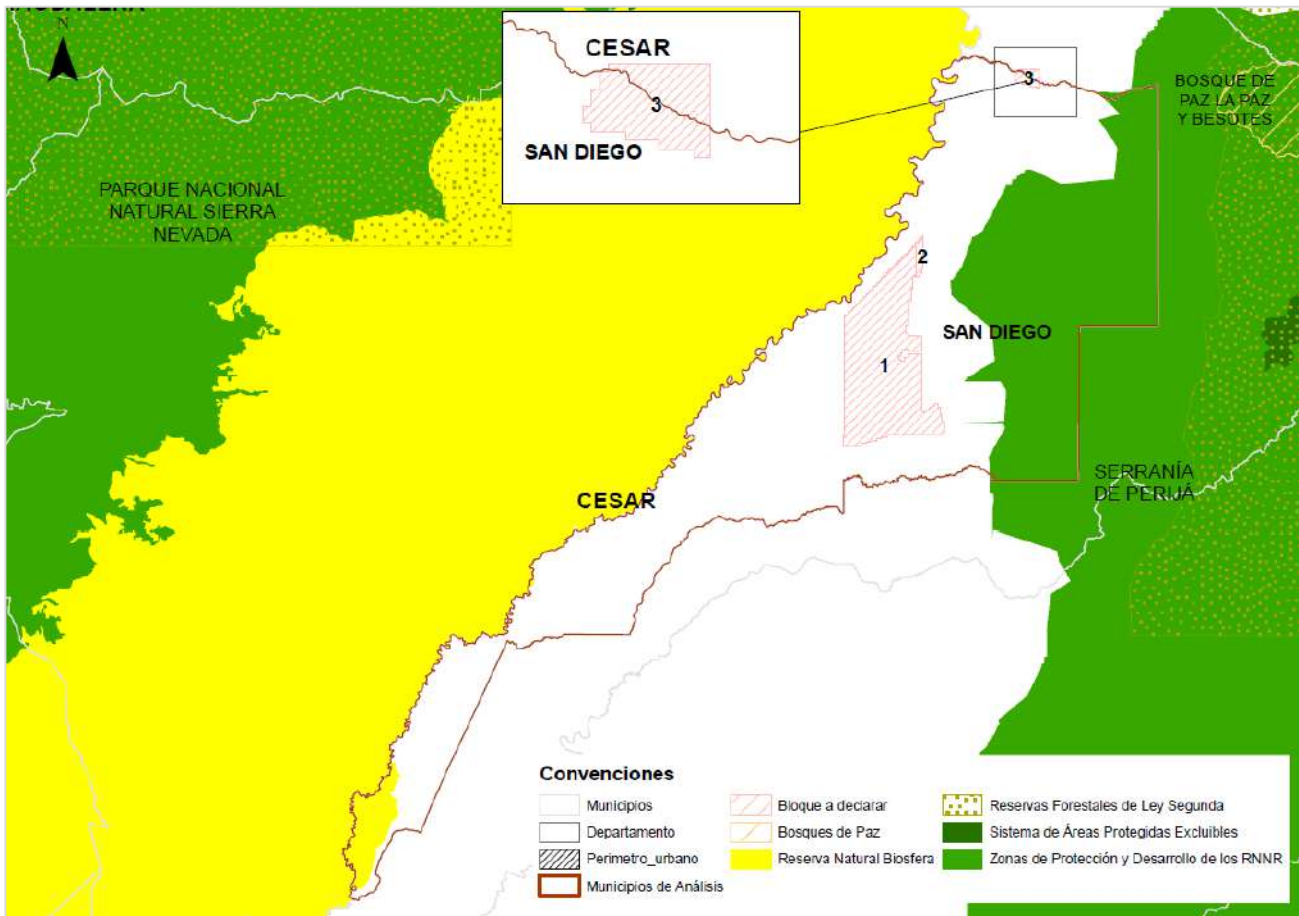 N
CESAR
3
SAN DIEGO
3
BOSQUE DE
PAZ LA PAZ
Y BESOTES
PARQUE NACIONAL
NATURAL SIERRA
NEVADA
2
SAN DIEGO
1
SERRANÍA
DE PERIJÁ
CESAR
Convenciones
Municipios
Departamento
Perimetro_urbano
Municipios de Análisis
Bloque a declarar
Bosques de Paz
Reserva Natural Biosfera
Reservas Forestales de Ley Segunda
Sistema de Áreas Protegidas Excluibles
Zonas de Protección y Desarrollo de los RNNR